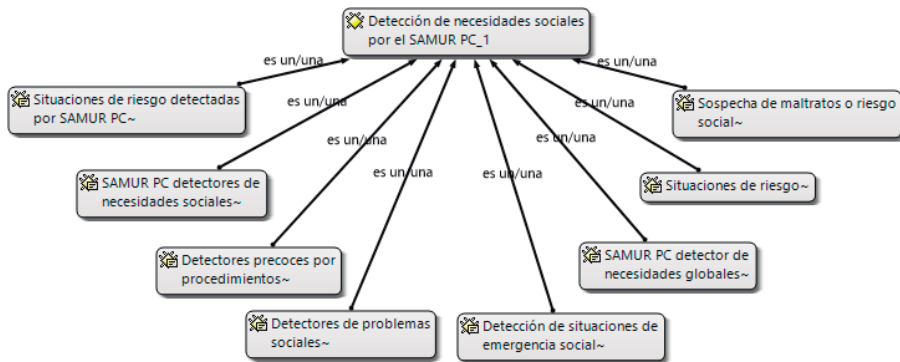 Detección de necesidades sociales
por el SAMUR PC_1
es un/una
es un/una
Situaciones de riesgo detectadas
por SAMUR PC~
es un/una
es un/una
Sospecha de maltratos o riesgo
social~
es un/una
es un/una
es un/una
es un/una
es un/una
SAMUR PC detectores de
necesidades sociales~
Situaciones de riesgo~
Detectores precoces por
procedimientos~
SAMUR PC detector de
necesidades globales~
Detectores de problemas
sociales~
Detección de situaciones de
emergencia social~